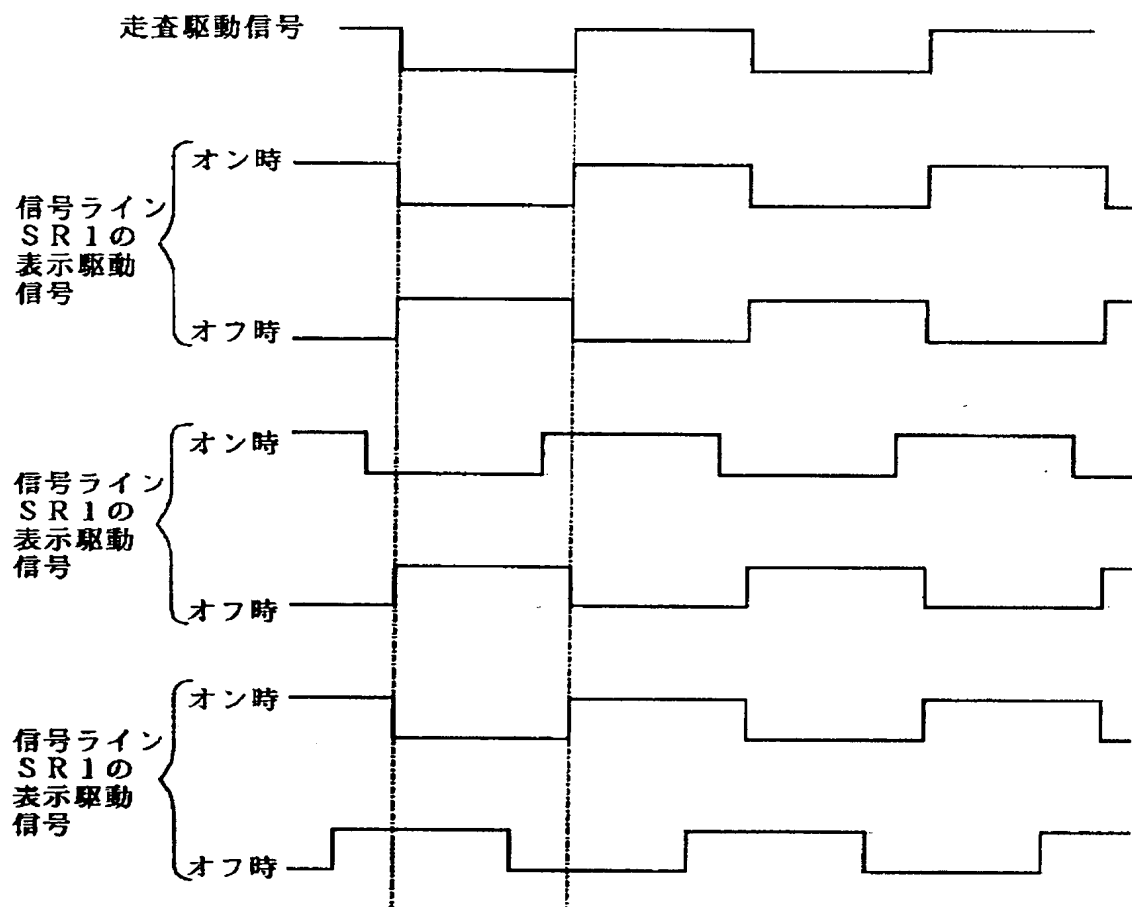 走査駆動信号
オン時
信号ライン
SR1の
表示駆動
信号
オフ時
オン時
信号ライン
SR1の
表示駆動
信号
オフ時
オン時
信号ライン
SR1の
表示駆動
信号
オフ時